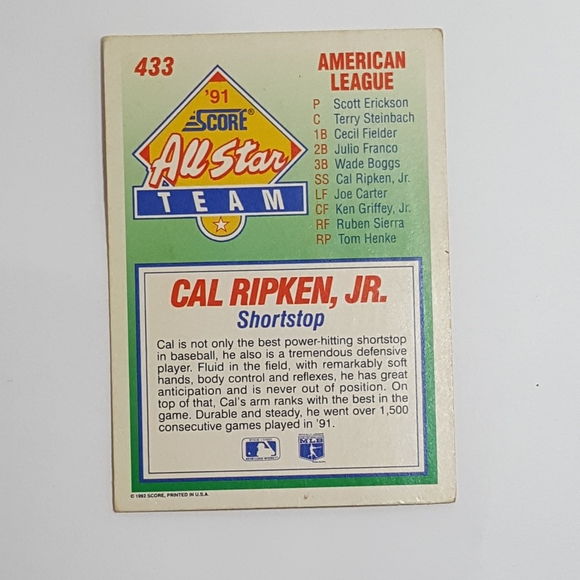 433
'91
SCORE®
All Star
TEAM
AMERICAN
LEAGUE
P Scott Erickson
C Terry Steinbach
1B Cecil Fielder
2B Julio Franco
3B Wade Boggs
SS Cal Ripken, Jr.
LF Joe Carter
CF Ken Griffey, Jr.
RF Ruben Sierra
RP Tom Henke
CAL RIPKEN, JR.
Shortstop
Cal is not only the best power-hitting shortstop
in baseball, he also is a tremendous defensive
player. Fluid in the field, with remarkably soft
hands, body control and reflexes, he has great
anticipation and is never out of position. On
top of that, Cal's arm ranks with the best in the
game. Durable and steady, he went over 1,500
consecutive games played in '91.
MLB
© 1992 SCORE, PRINTED IN U.S.A.